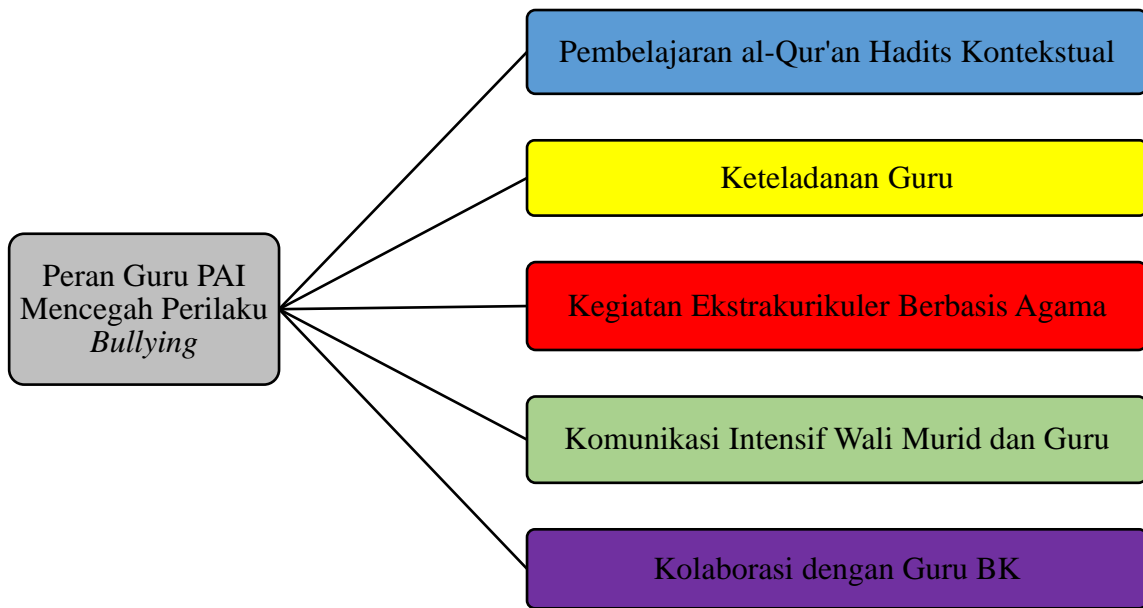 Pembelajaran al-Qur'an Hadits Kontekstual
Keteladanan Guru
Peran Guru PAI
Mencegah Perilaku
Bullying
Kegiatan Ekstrakurikuler Berbasis Agama
Komunikasi Intensif Wali Murid dan Guru
Kolaborasi dengan Guru BK